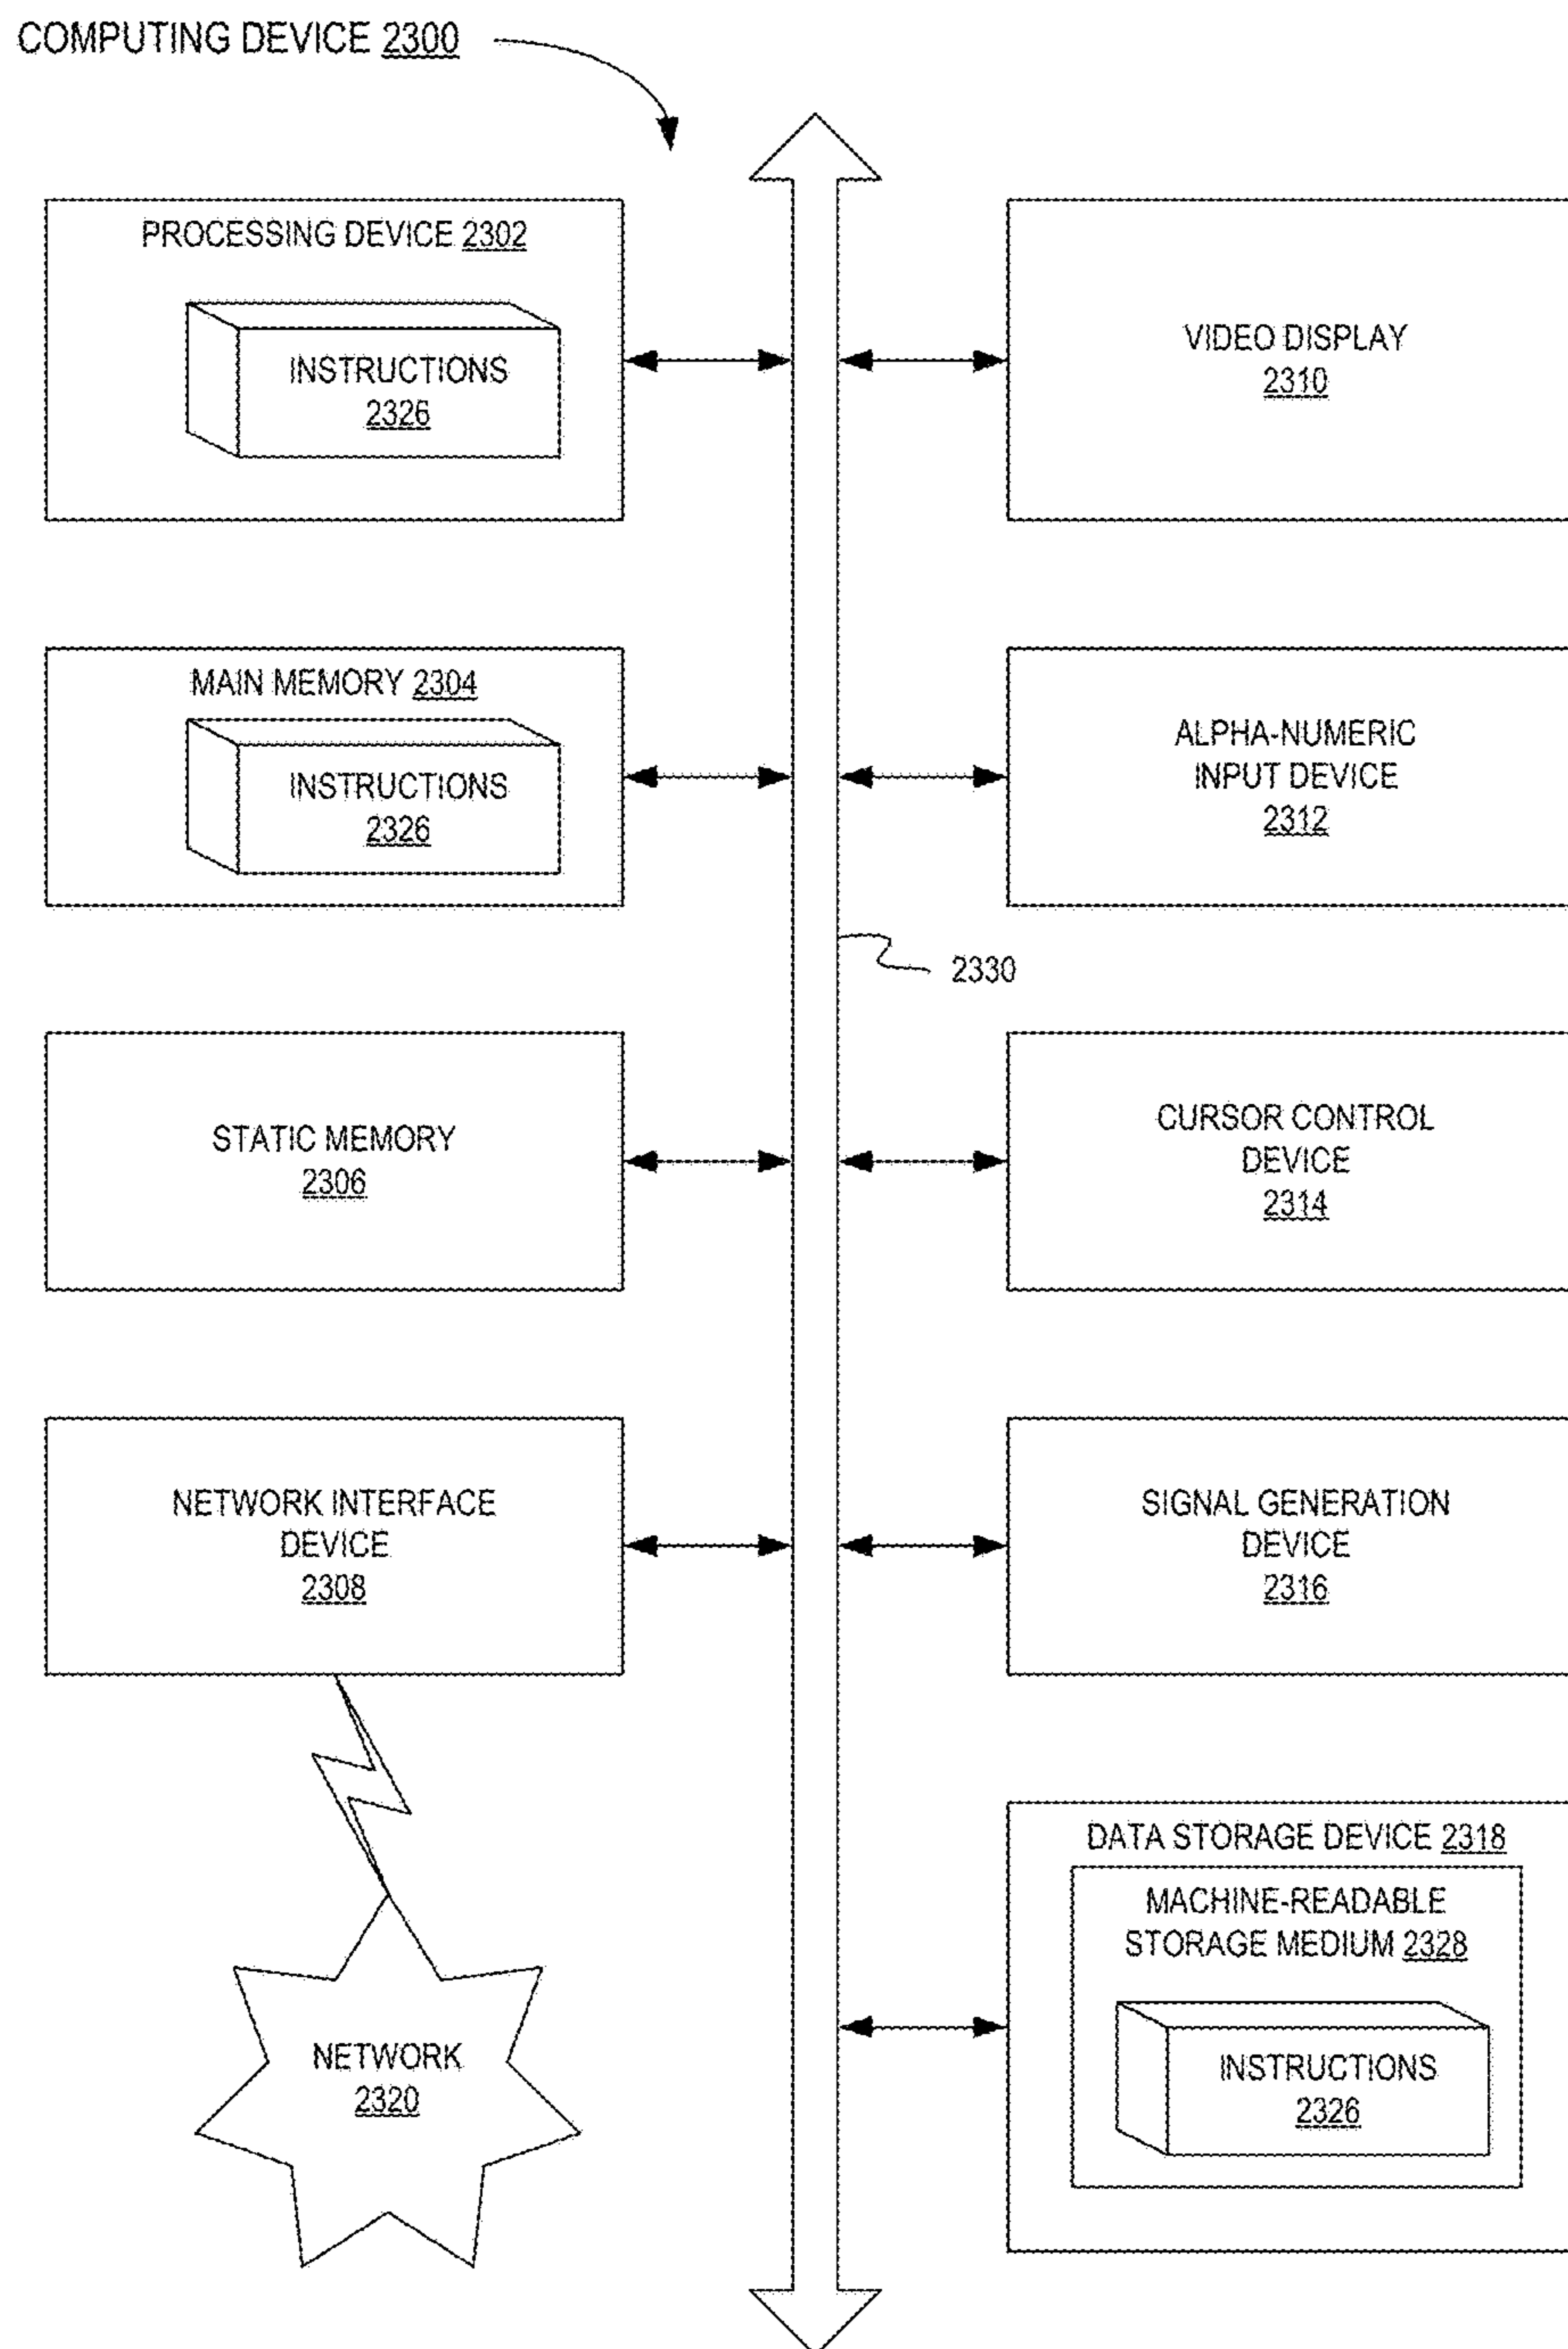 COMPUTING DEVICE 2300
PROCESSING DEVICE 2302
INSTRUCTIONS
2326
VIDEO DISPLAY
2310
MAIN MEMORY 2304
INSTRUCTIONS
2326
ALPHA-NUMERIC
INPUT DEVICE
2312
2330
STATIC MEMORY
2306
CURSOR CONTROL
DEVICE
2314
NETWORK INTERFACE
DEVICE
2308
SIGNAL GENERATION
DEVICE
2316
DATA STORAGE DEVICE 2318
MACHINE-READABLE
STORAGE MEDIUM 2328
INSTRUCTIONS
2326
NETWORK
2320